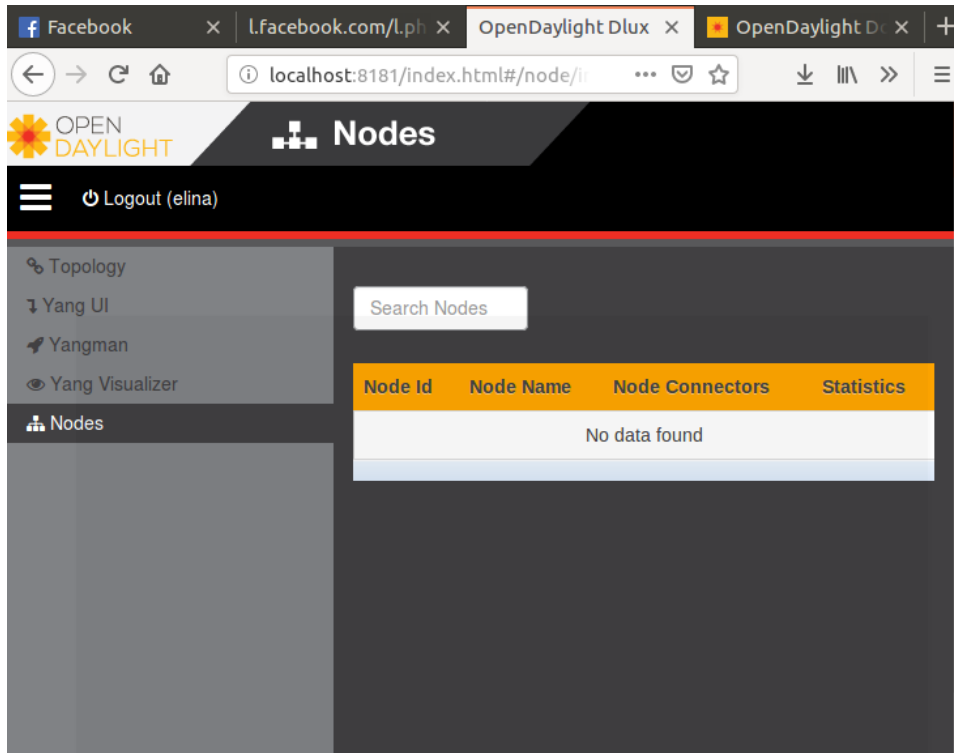 Facebook
l.facebook.com/l.ph
OpenDaylight Dlux
OpenDaylight Do
localhost:8181/index.html#/node/i
OPEN
DAYLIGHT
Nodes
Logout (elina)
Topology
Yang UI
Yangman
Yang Visualizer
Nodes
Search Nodes
Node Id Node Name Node Connectors Statistics
No data found